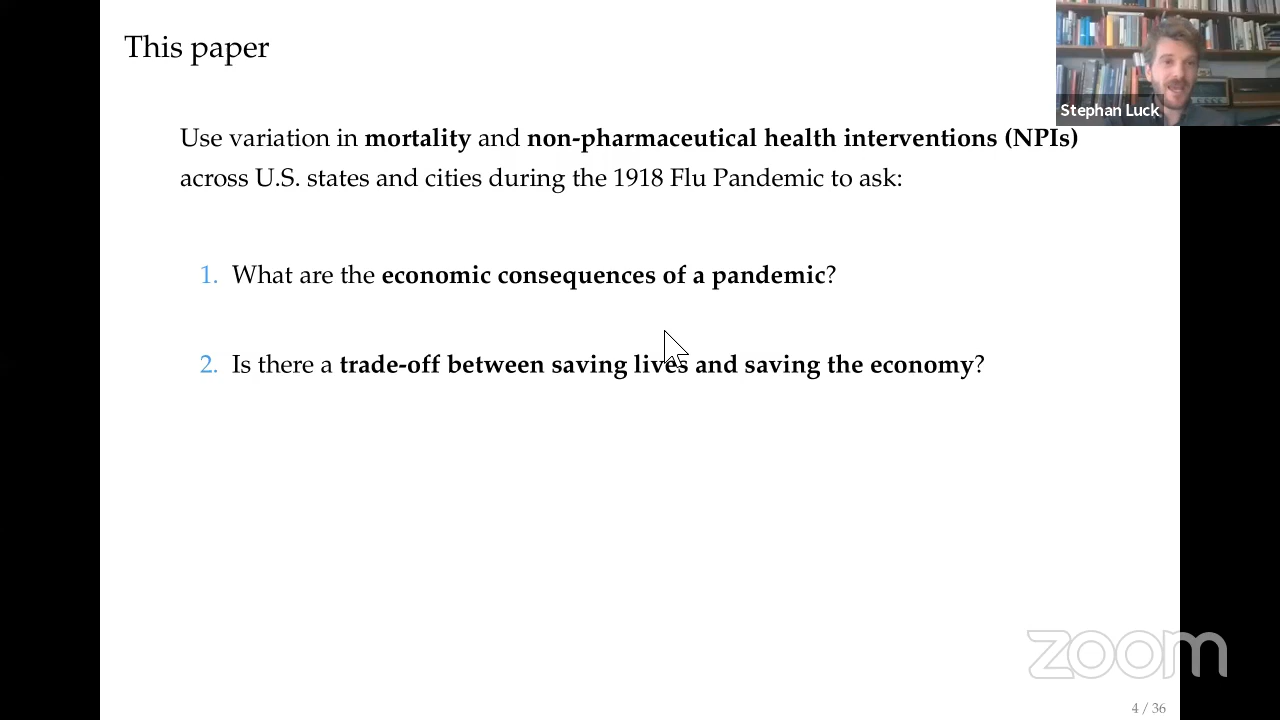 This paper
Stephan Luck
Use variation in mortality and non-pharmaceutical health interventions (NPIs)
across U.S. states and cities during the 1918 Flu Pandemic to ask:
1. What are the economic consequences of a pandemic?
2. Is there a trade-off between saving lives and saving the economy?
zoom
4 / 36